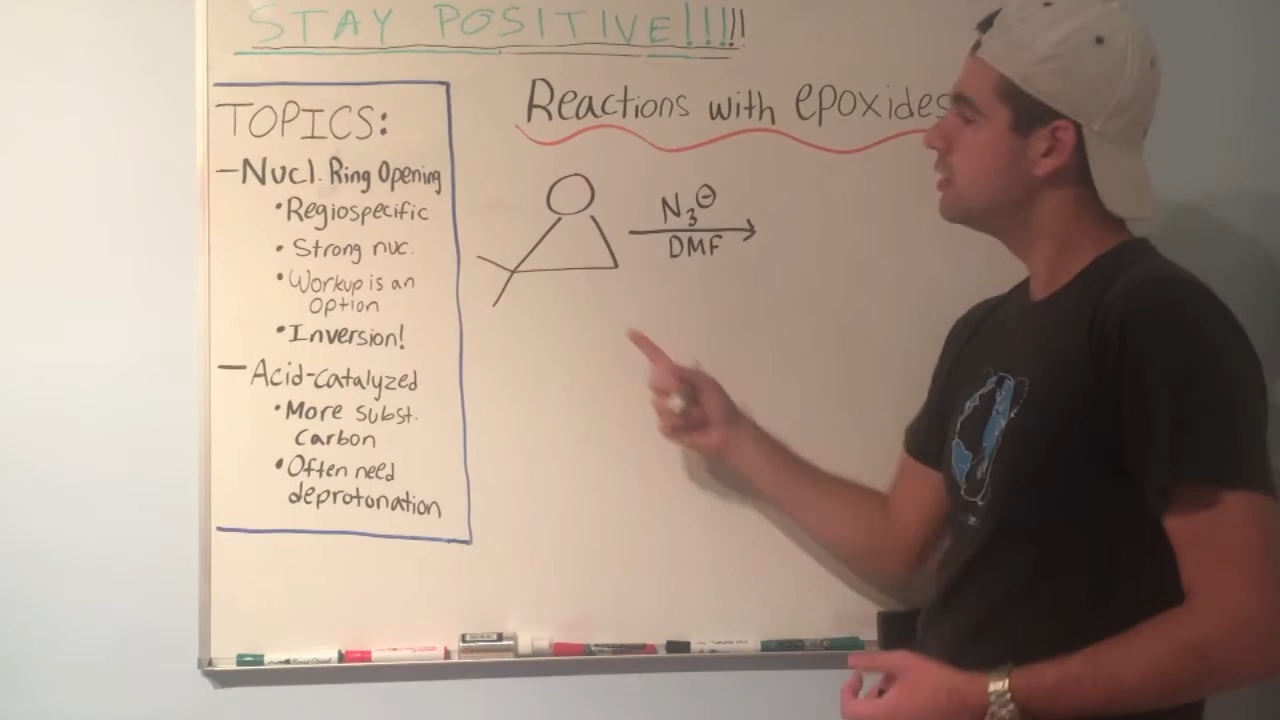 STAY POSITIVE!!!!!
TOPICS:
—Nucl. Ring Opening
•Regiospecific
• Strong nuc.
•Workup is an
option
•Inversion!
— Acid-catalyzed
•More subst.
carbon
•Often need
deprotonation
Reactions with epoxides
O
N₃⊖
DMF